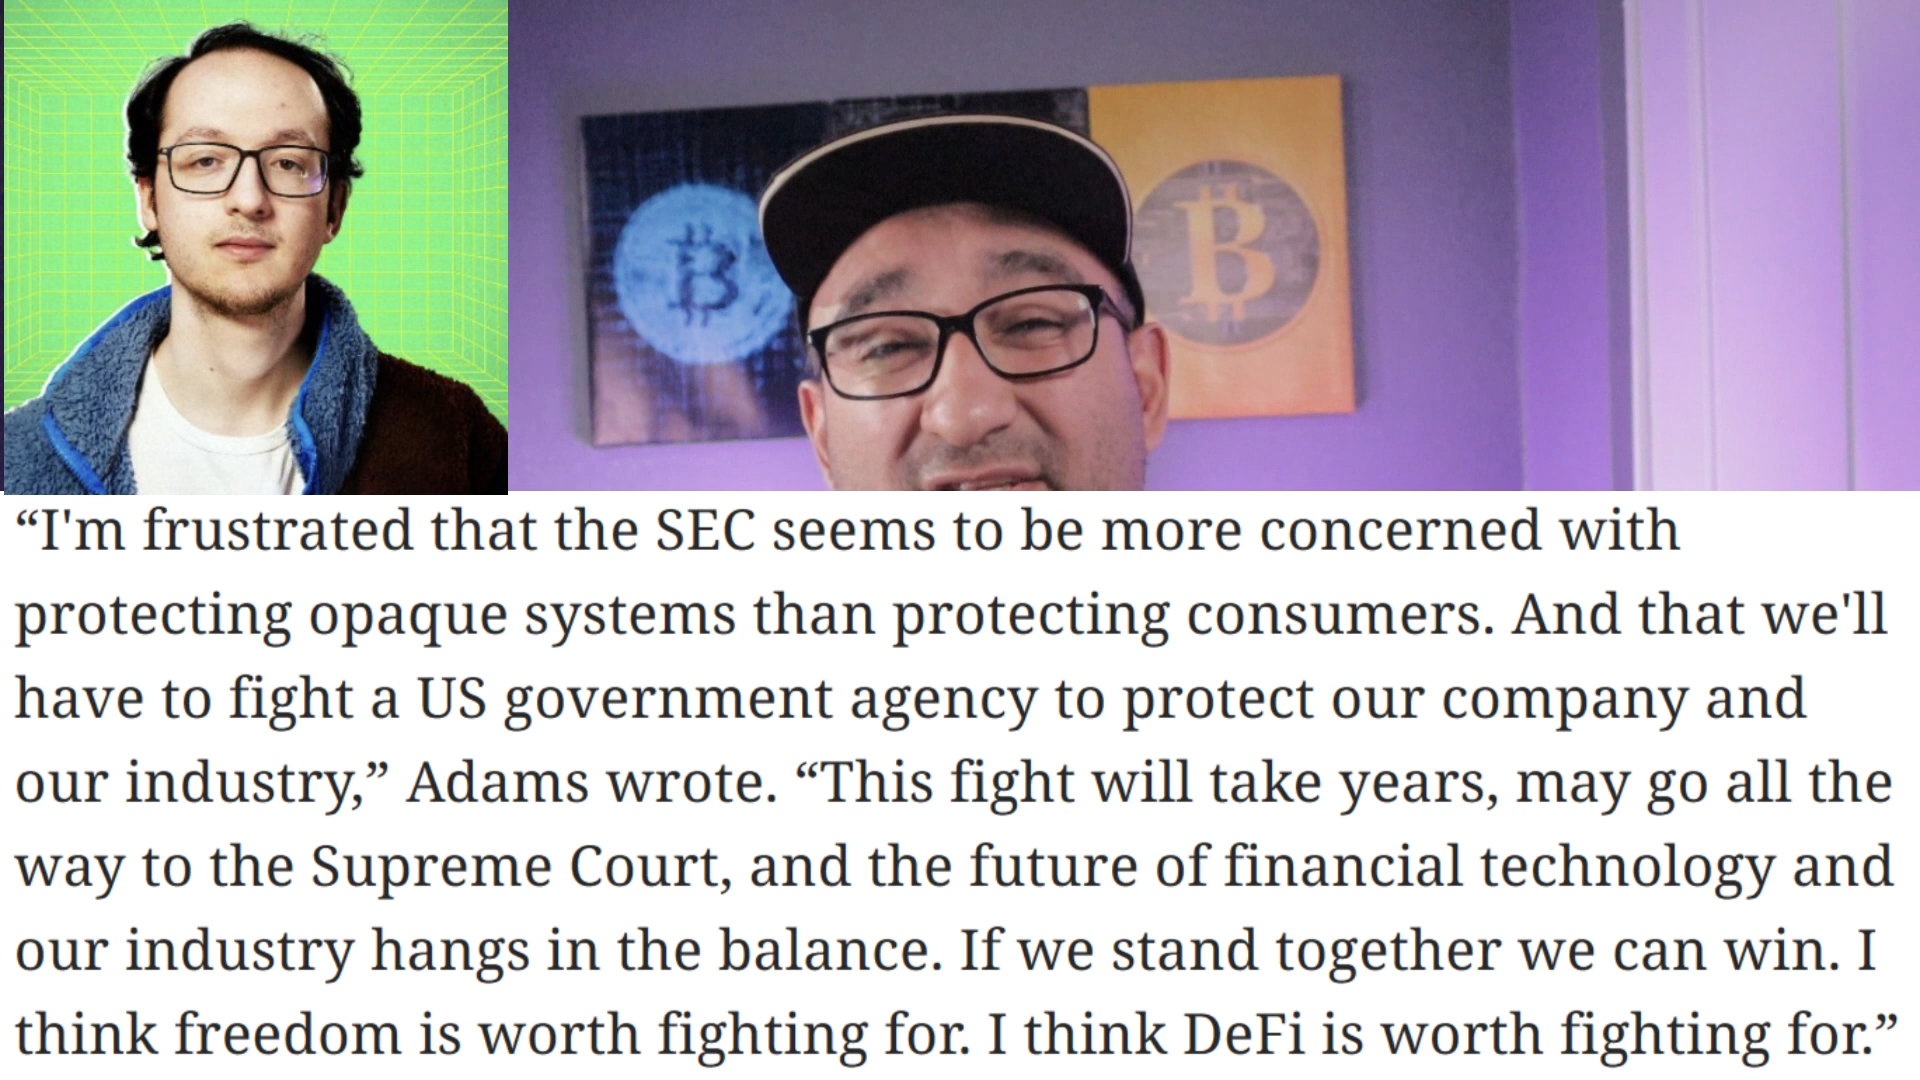 “I'm frustrated that the SEC seems to be more concerned with
protecting opaque systems than protecting consumers. And that we'll
have to fight a US government agency to protect our company and
our industry,” Adams wrote. “This fight will take years, may go all the
way to the Supreme Court, and the future of financial technology and
our industry hangs in the balance. If we stand together we can win. I
think freedom is worth fighting for. I think DeFi is worth fighting for.”